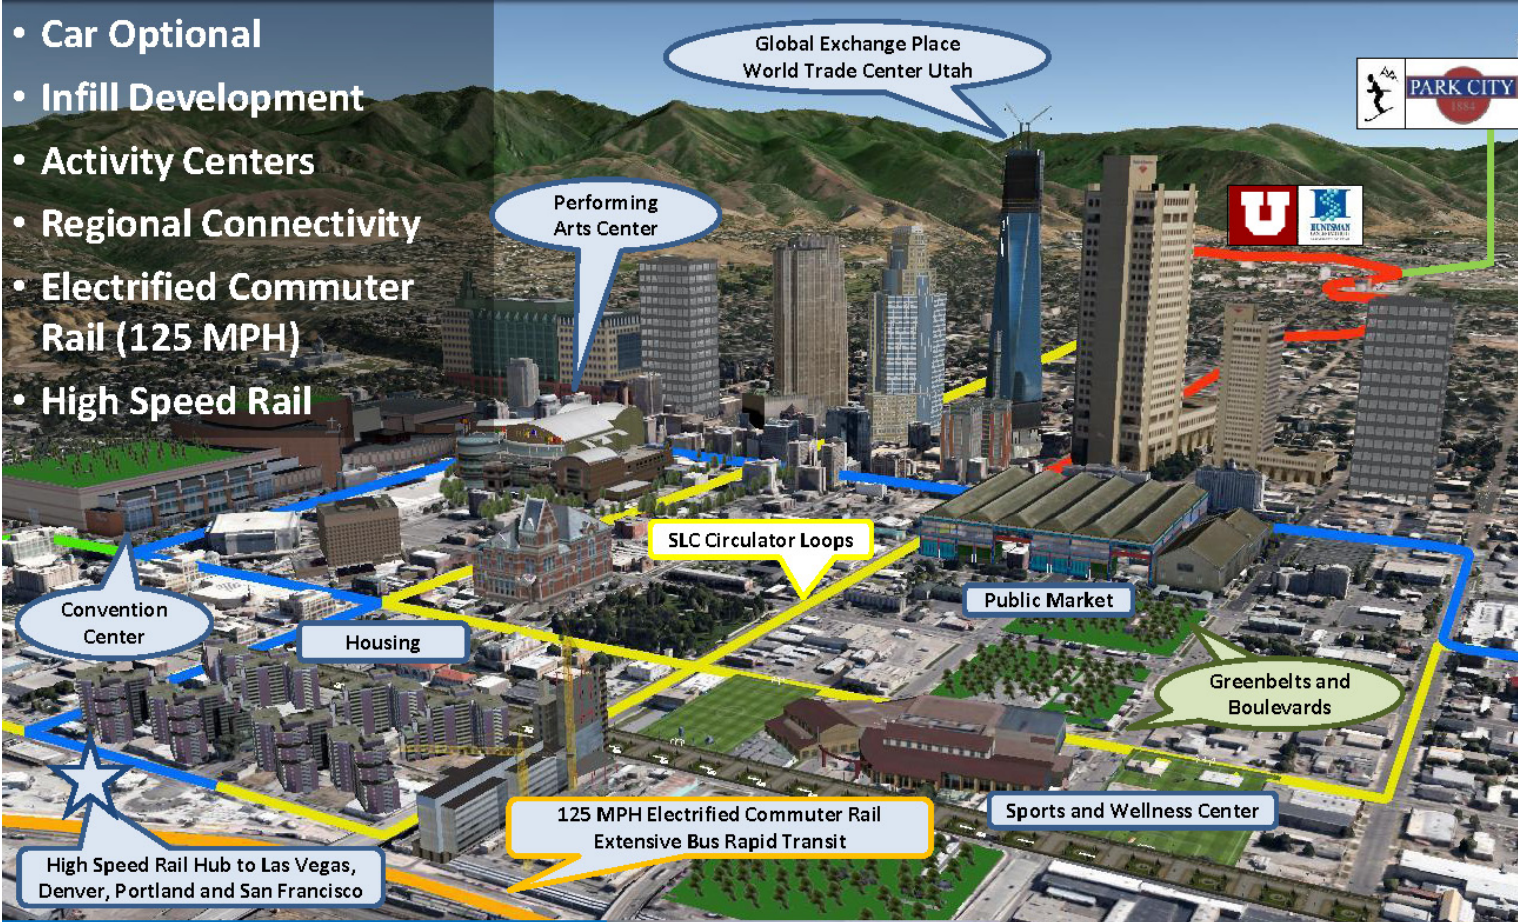 • Car Optional
• Infill Development
• Activity Centers
• Regional Connectivity
• Electrified Commuter
Rail (125 MPH)
• High Speed Rail
Global Exchange Place
World Trade Center Utah
PARK CITY
1884
U
HUNTSMAN
Performing
Arts Center
SLC Circulator Loops
Public Market
Convention
Center
Housing
Greenbelts and
Boulevards
Sports and Wellness Center
125 MPH Electrified Commuter Rail
Extensive Bus Rapid Transit
High Speed Rail Hub to Las Vegas,
Denver, Portland and San Francisco